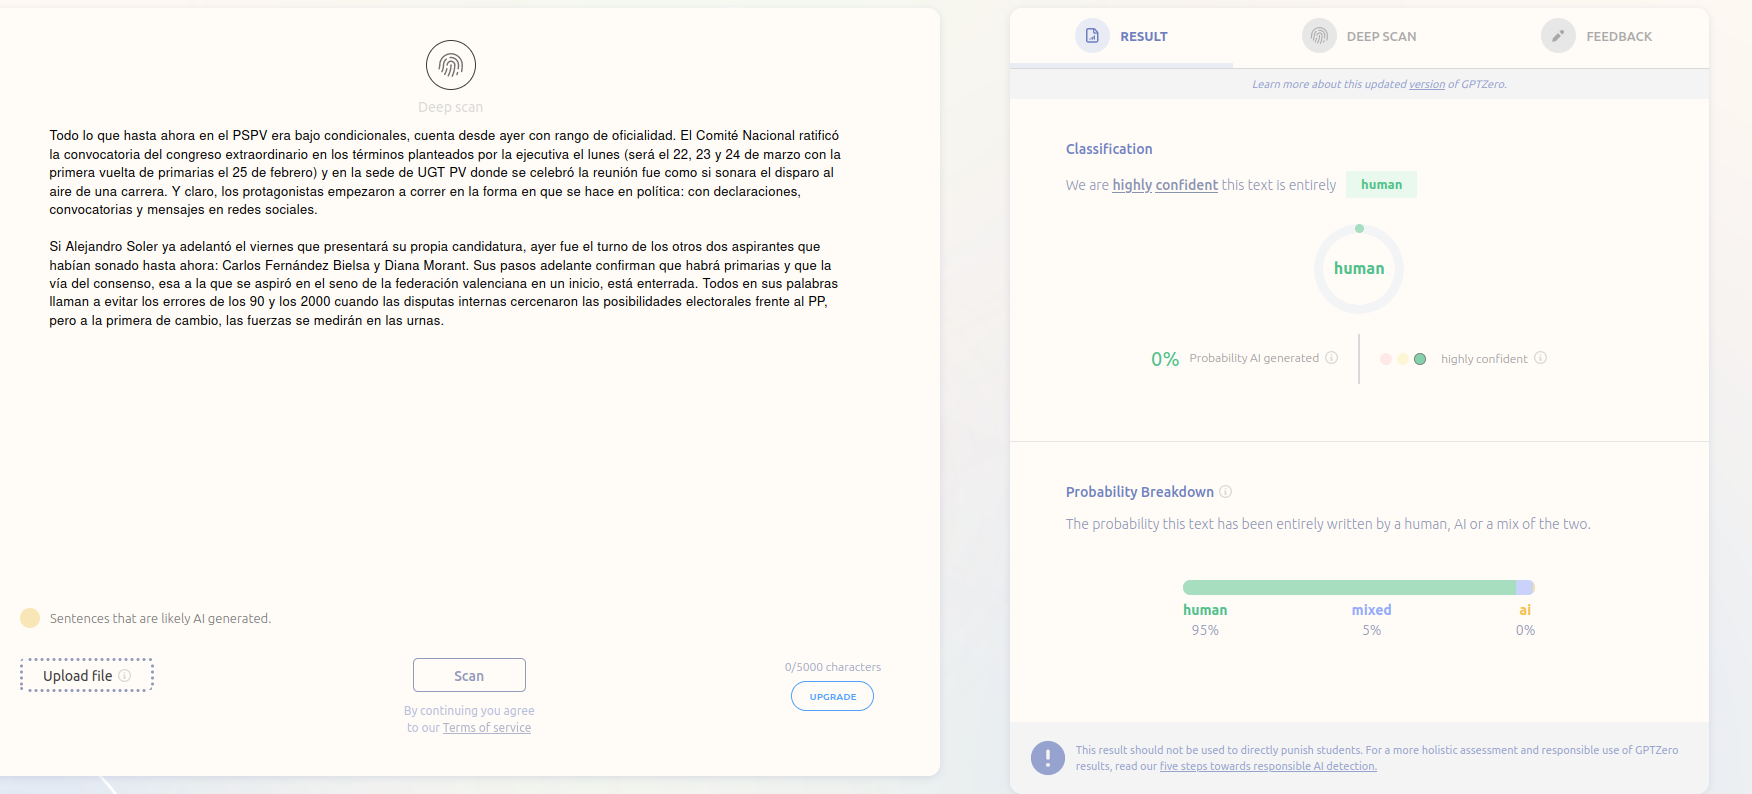 Deep scan
Todo lo que hasta ahora en el PSPV era bajo condicionales, cuenta desde ayer con rango de oficialidad. El Comité Nacional ratificó
la convocatoria del congreso extraordinario en los términos planteados por la ejecutiva el lunes (será el 22, 23 y 24 de marzo con la
primera vuelta de primarias el 25 de febrero) y en la sede de UGT PV donde se celebró la reunión fue como si sonara el disparo al
aire de una carrera. Y claro, los protagonistas empezaron a correr en la forma en que se hace en política: con declaraciones,
convocatorias y mensajes en redes sociales.
Si Alejandro Soler ya adelantó el viernes que presentará su propia candidatura, ayer fue el turno de los otros dos aspirantes que
habían sonado hasta ahora: Carlos Fernández Bielsa y Diana Morant. Sus pasos adelante confirman que habrá primarias y que la
vía del consenso, esa a la que se aspiró en el seno de la federación valenciana en un inicio, está enterrada. Todos en sus palabras
llaman a evitar los errores de los 90 y los 2000 cuando las disputas internas cercenaron las posibilidades electorales frente al PP,
pero a la primera de cambio, las fuerzas se medirán en las urnas.
Sentences that are likely AI generated.
Upload file
Scan
0/5000 characters
UPGRADE
By continuing you agree
to our Terms of service
RESULT
DEEP SCAN
FEEDBACK
Learn more about this updated version of GPTZero.
Classification
We are highly confident this text is entirely human
human
0% Probability AI generated
highly confident
Probability Breakdown
The probability this text has been entirely written by a human, AI or a mix of the two.
human mixed ai
95% 5% 0%
This result should not be used to directly punish students. For a more holistic assessment and responsible use of GPTZero
results, read our five steps towards responsible AI detection.